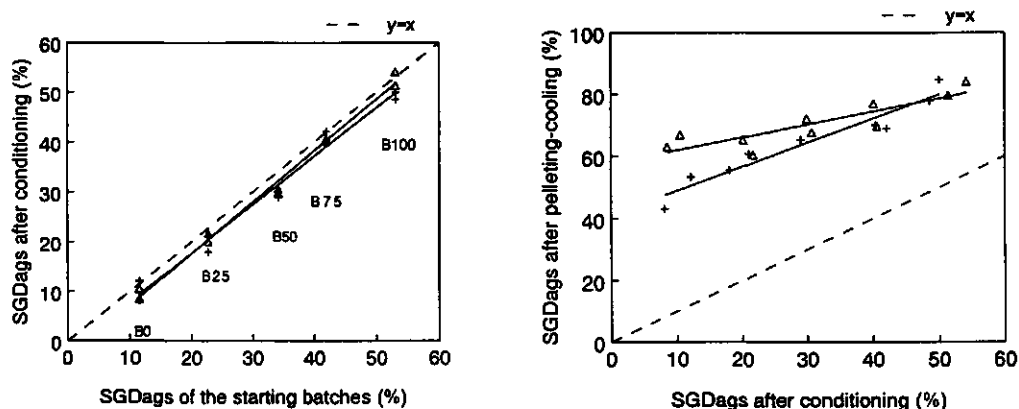 y=x
60
50
40
30
20
10
0
SGDags after conditioning (%)
B0
B25
B50
B75
B100
0 10 20 30 40 50 60
SGDags of the starting batches (%)
y=x
100
80
60
40
20
0
SGDags after pelleting-cooling (%)
0 10 20 30 40 50 60
SGDags after conditioning (%)